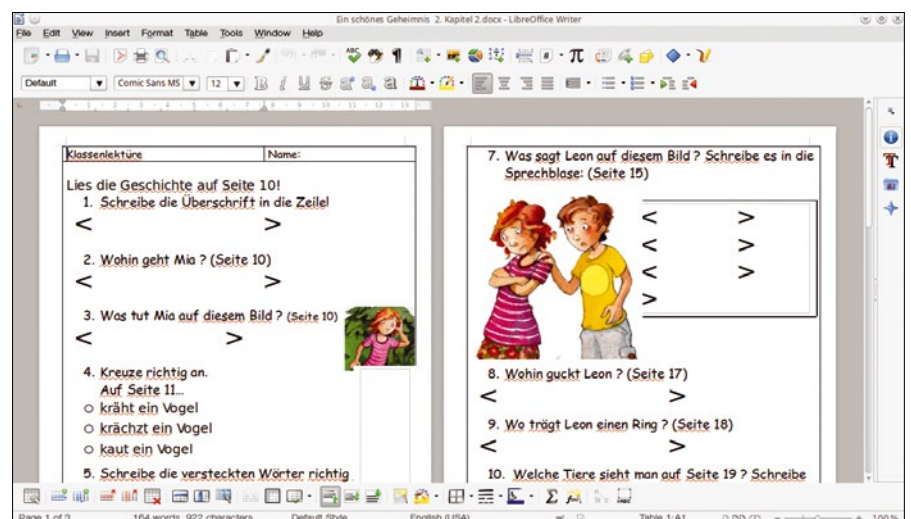 Ein schönes Geheimnis 2. Kapitel 2.docx - LibreOffice Writer
File Edit View Insert Format Table Tools Window Help
Default Comic Sans MS 12
Klassenlektüre Name:
Lies die Geschichte auf Seite 10!
1. Schreibe die Überschrift in die Zeile!
< >
2. Wohin geht Mia ? (Seite 10)
< >
3. Was tut Mia auf diesem Bild ? (Seite 10)
< >
4. Kreuze richtig an.
Auf Seite 11...
o kräht ein Vogel
o krächzt ein Vogel
o kaut ein Vogel
5. Schreibe die versteckten Wörter richtig
7. Was sagt Leon auf diesem Bild ? Schreibe es in die
Sprechblase: (Seite 15)
< >
< >
< >
>
8. Wohin guckt Leon ? (Seite 17)
< >
9. Wo trägt Leon einen Ring ? (Seite 18)
< >
10. Welche Tiere sieht man auf Seite 19 ? Schreibe
Page 1 of 3 164 words, 922 characters Default Style English (USA) Table 1:A1 100%